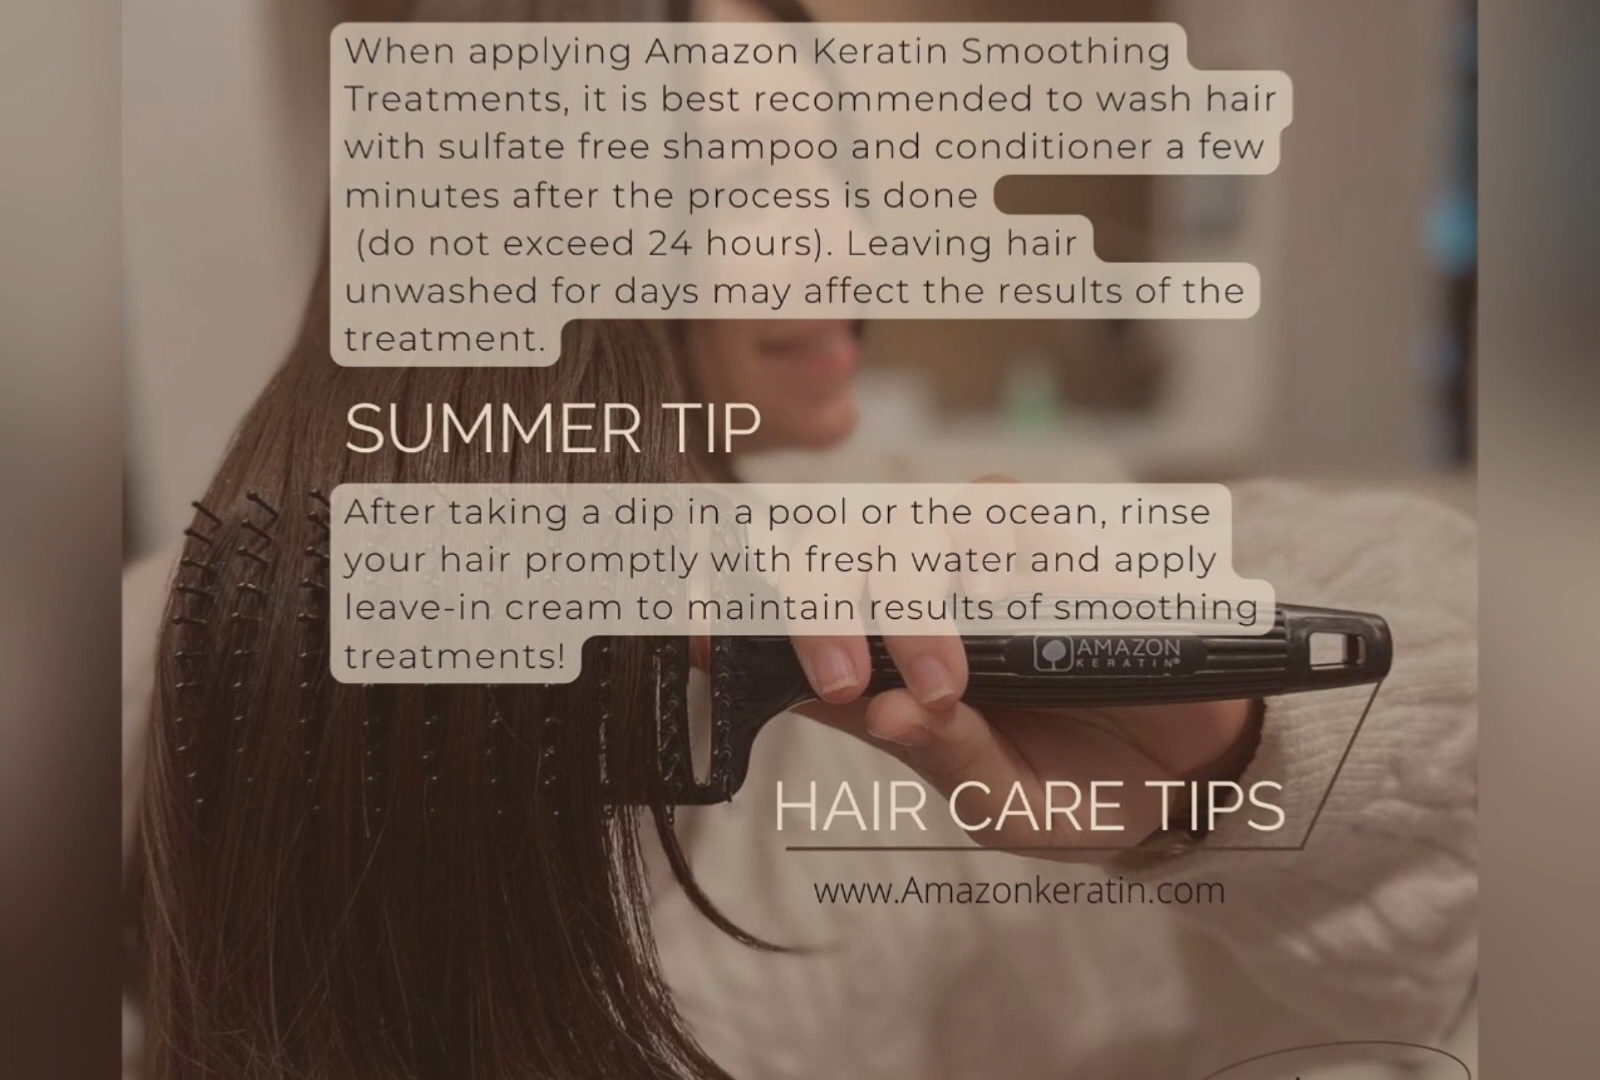 When applying Amazon Keratin Smoothing
Treatments, it is best recommended to wash hair
with sulfate free shampoo and conditioner a few
minutes after the process is done
(do not exceed 24 hours). Leaving hair
unwashed for days may affect the results of the
treatment.
SUMMER TIP
After taking a dip in a pool or the ocean, rinse
your hair promptly with fresh water and apply
leave-in cream to maintain results of smoothing
treatments!
AMAZON
KERATIN®
HAIR CARE TIPS
www.Amazonkeratin.com